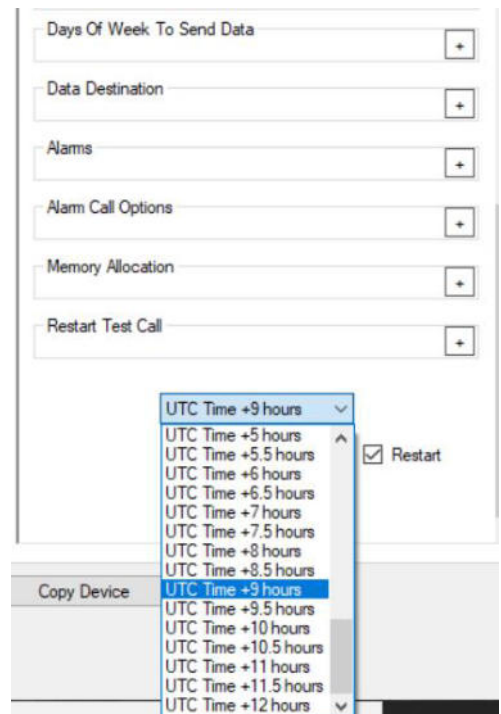 Days Of Week To Send Data
+
Data Destination
+
Alarms
+
Alarm Call Options
+
Memory Allocation
+
Restart Test Call
+
UTC Time +9 hours
UTC Time +5 hours
UTC Time +5.5 hours
Restart
UTC Time +6 hours
UTC Time +6.5 hours
UTC Time +7 hours
UTC Time +7.5 hours
UTC Time +8 hours
UTC Time +8.5 hours
Copy Device
UTC Time +9 hours
UTC Time +9.5 hours
UTC Time +10 hours
UTC Time +10.5 hours
UTC Time +11 hours
UTC Time +11.5 hours
UTC Time +12 hours